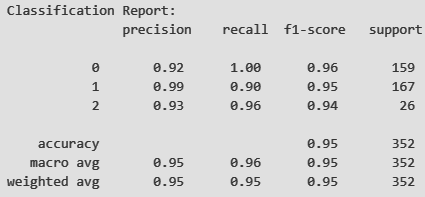 Classification Report:
precision recall f1-score support
0 0.92 1.00 0.96 159
1 0.99 0.90 0.95 167
2 0.93 0.96 0.94 26
accuracy 0.95 352
macro avg 0.95 0.96 0.95 352
weighted avg 0.95 0.95 0.95 352